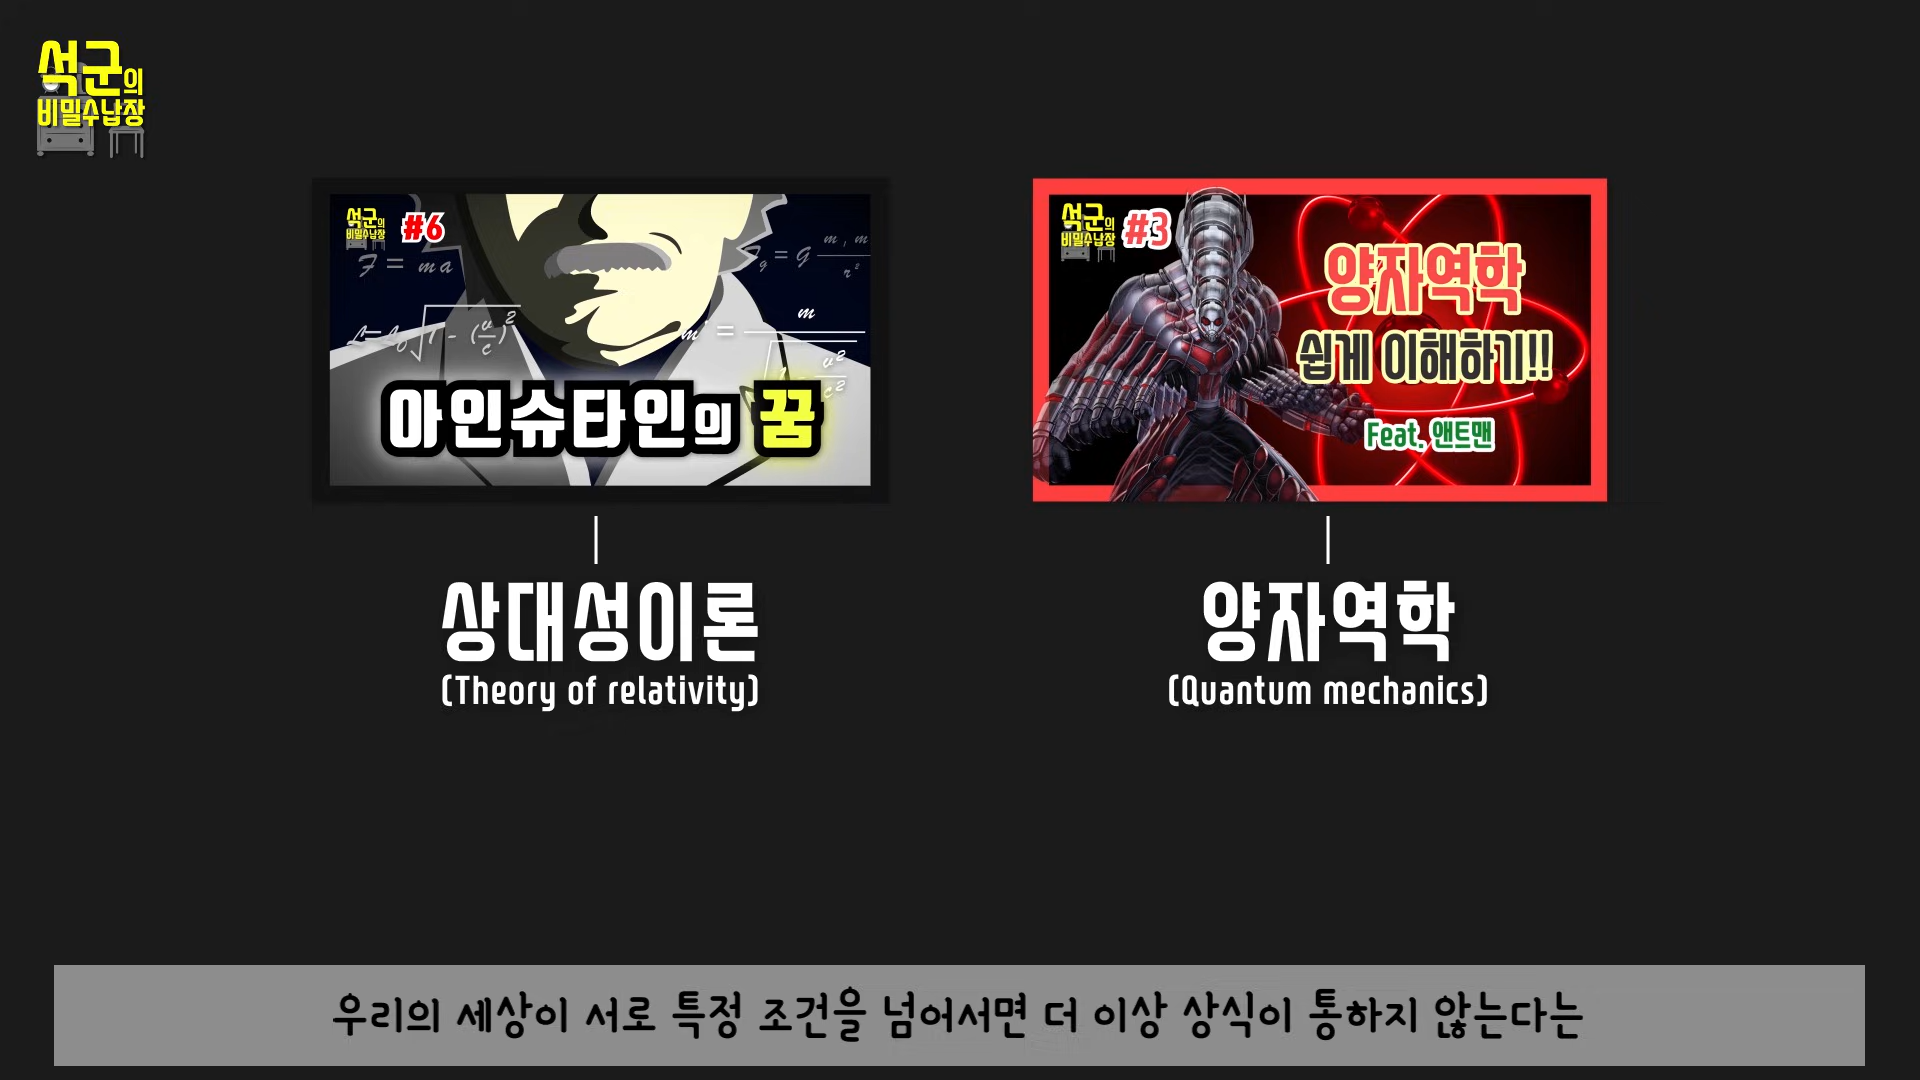 석군의
비밀수납장
석군의
비밀수납장
#6
F = ma
L=L₀√1 - (v/c)²
m' = m
아인슈타인의 꿈
석군의
비밀수납장
#3
양자역학
쉽게 이해하기!!
Feat. 앤트맨
상대성이론
(Theory of relativity)
양자역학
(Quantum mechanics)
우리의 세상이 서로 특정 조건을 넘어서면 더 이상 상식이 통하지 않는다는